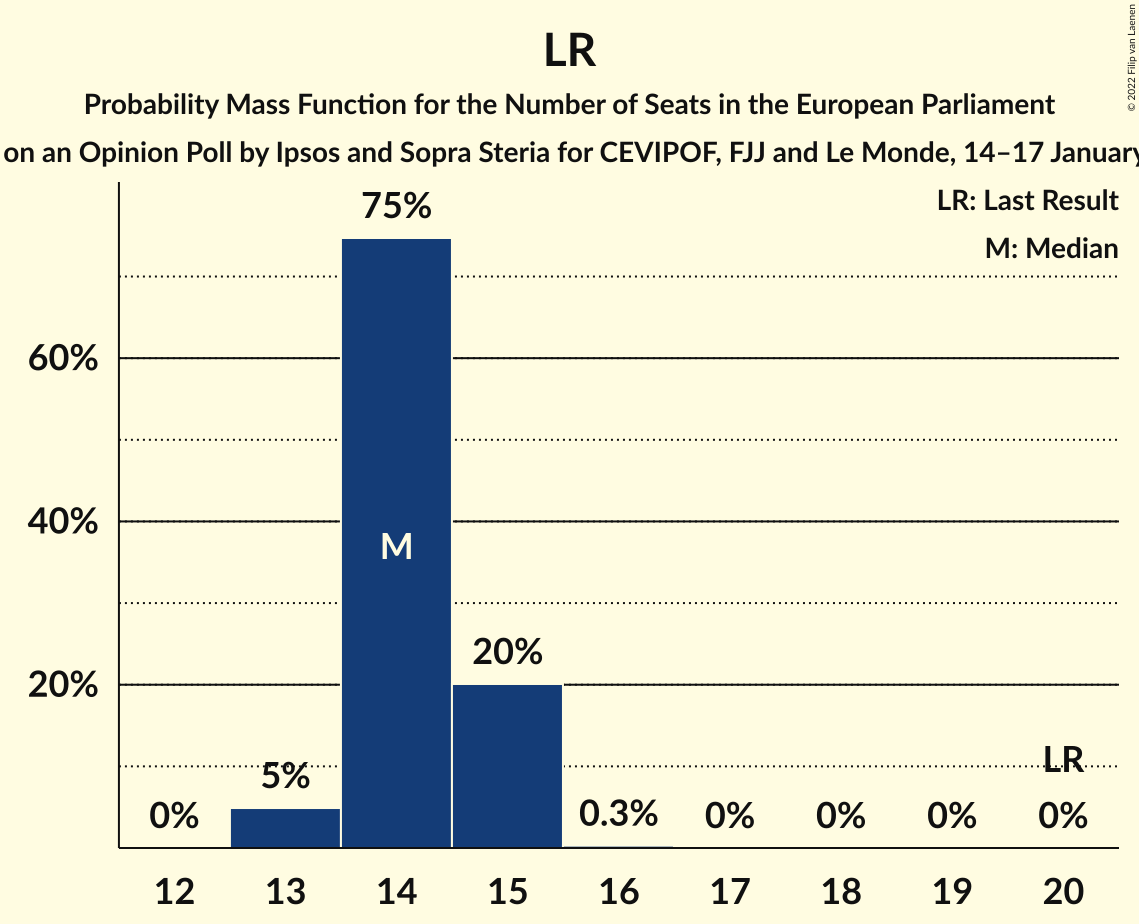 LR
Probability Mass Function for the Number of Seats in the European Parliament
on an Opinion Poll by Ipsos and Sopra Steria for CEVIPOF, FJJ and Le Monde, 14–17 January
© 2022 Filip van Laenen
LR: Last Result
M: Median
75%
60%
40%
M
20%
20%
LR
5%
0%
0.3%
0%
0%
0%
0%
12 13 14 15 16 17 18 19 20